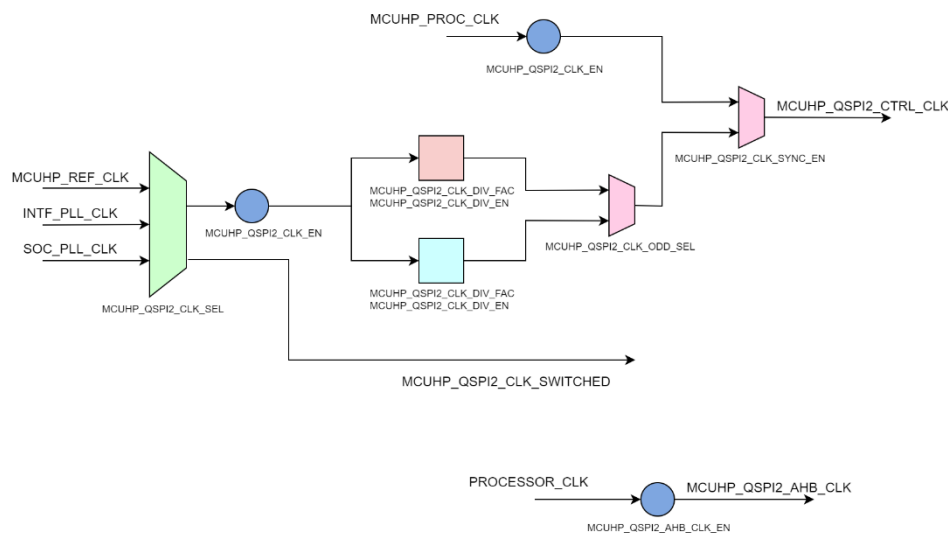 MCUHP_PROC_CLK
MCUHP_QSPI2_CLK_EN
MCUHP_QSPI2_CTRL_CLK
MCUHP_QSPI2_CLK_SYNC_EN
MCUHP_REF_CLK
INTF_PLL_CLK
SOC_PLL_CLK
MCUHP_QSPI2_CLK_SEL
MCUHP_QSPI2_CLK_EN
MCUHP_QSPI2_CLK_DIV_FAC
MCUHP_QSPI2_CLK_DIV_EN
MCUHP_QSPI2_CLK_ODD_SEL
MCUHP_QSPI2_CLK_DIV_FAC
MCUHP_QSPI2_CLK_DIV_EN
MCUHP_QSPI2_CLK_SWITCHED
PROCESSOR_CLK
MCUHP_QSPI2_AHB_CLK
MCUHP_QSPI2_AHB_CLK_EN